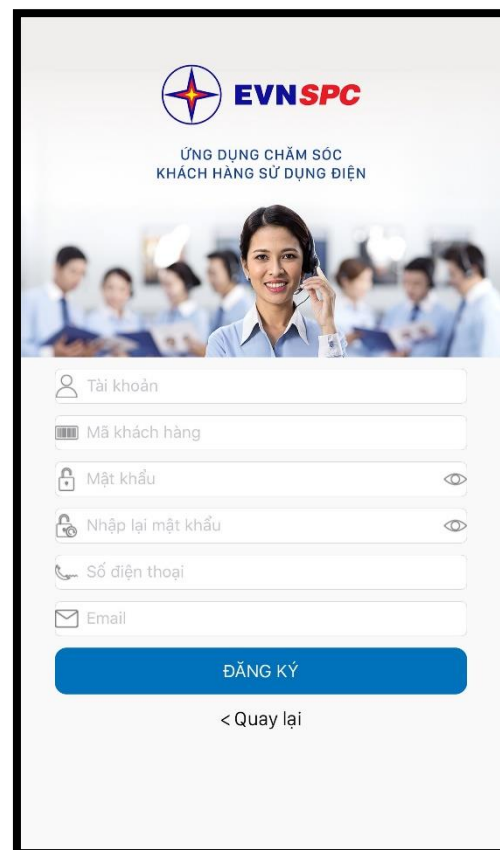 EVNSPC
ỨNG DỤNG CHĂM SÓC
KHÁCH HÀNG SỬ DỤNG ĐIỆN
Tài khoản
Mã khách hàng
Mật khẩu
Nhập lại mật khẩu
Số điện thoại
Email
ĐĂNG KÝ
< Quay lại